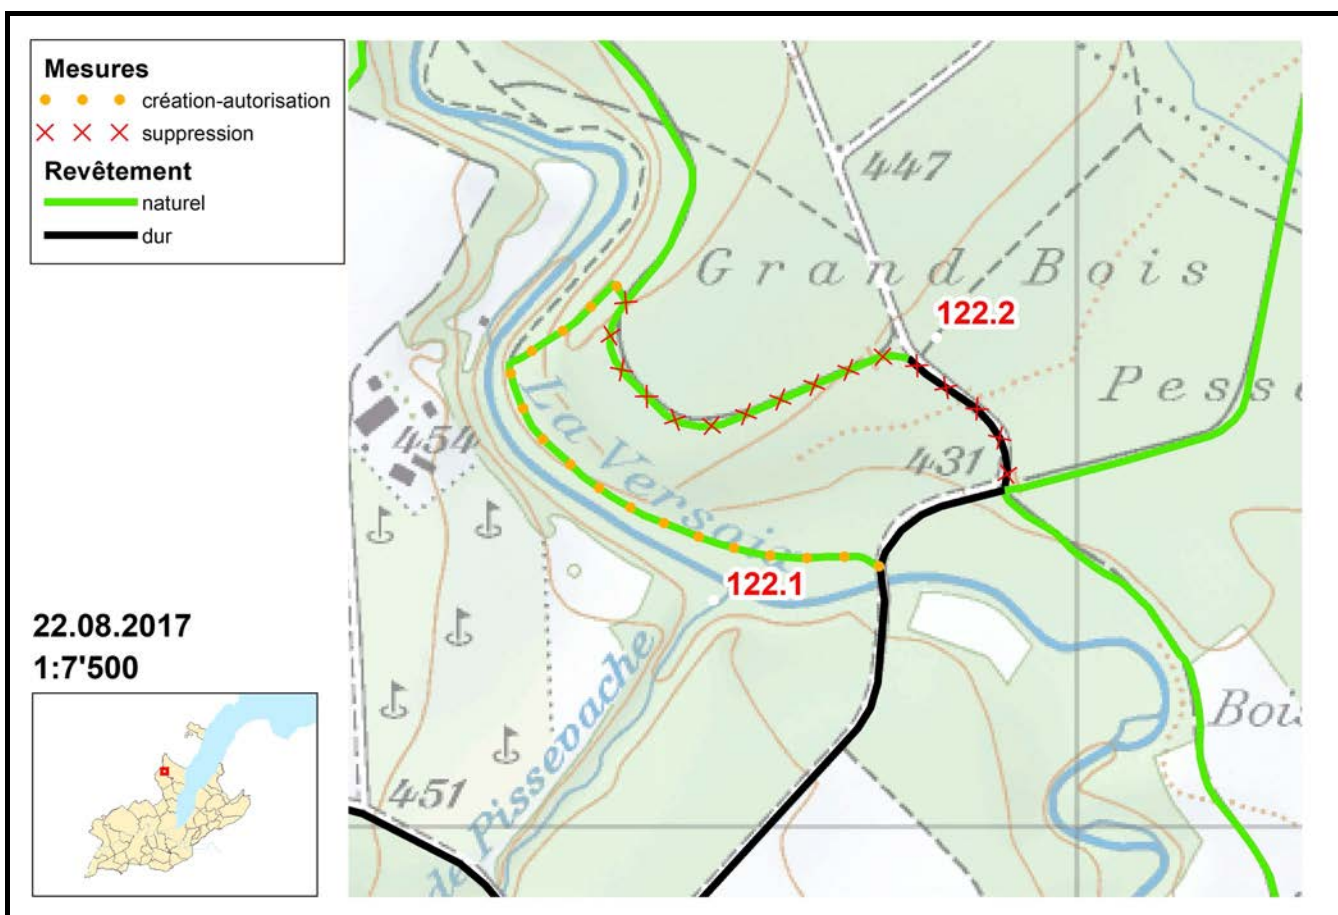 Mesures
création-autorisation
suppression
Revêtement
naturel
dur
447
Grand Bois
122.2
Pesse
454
La Versoix
431
122.1
22.08.2017
1:7'500
de Pissevache
Boi
451